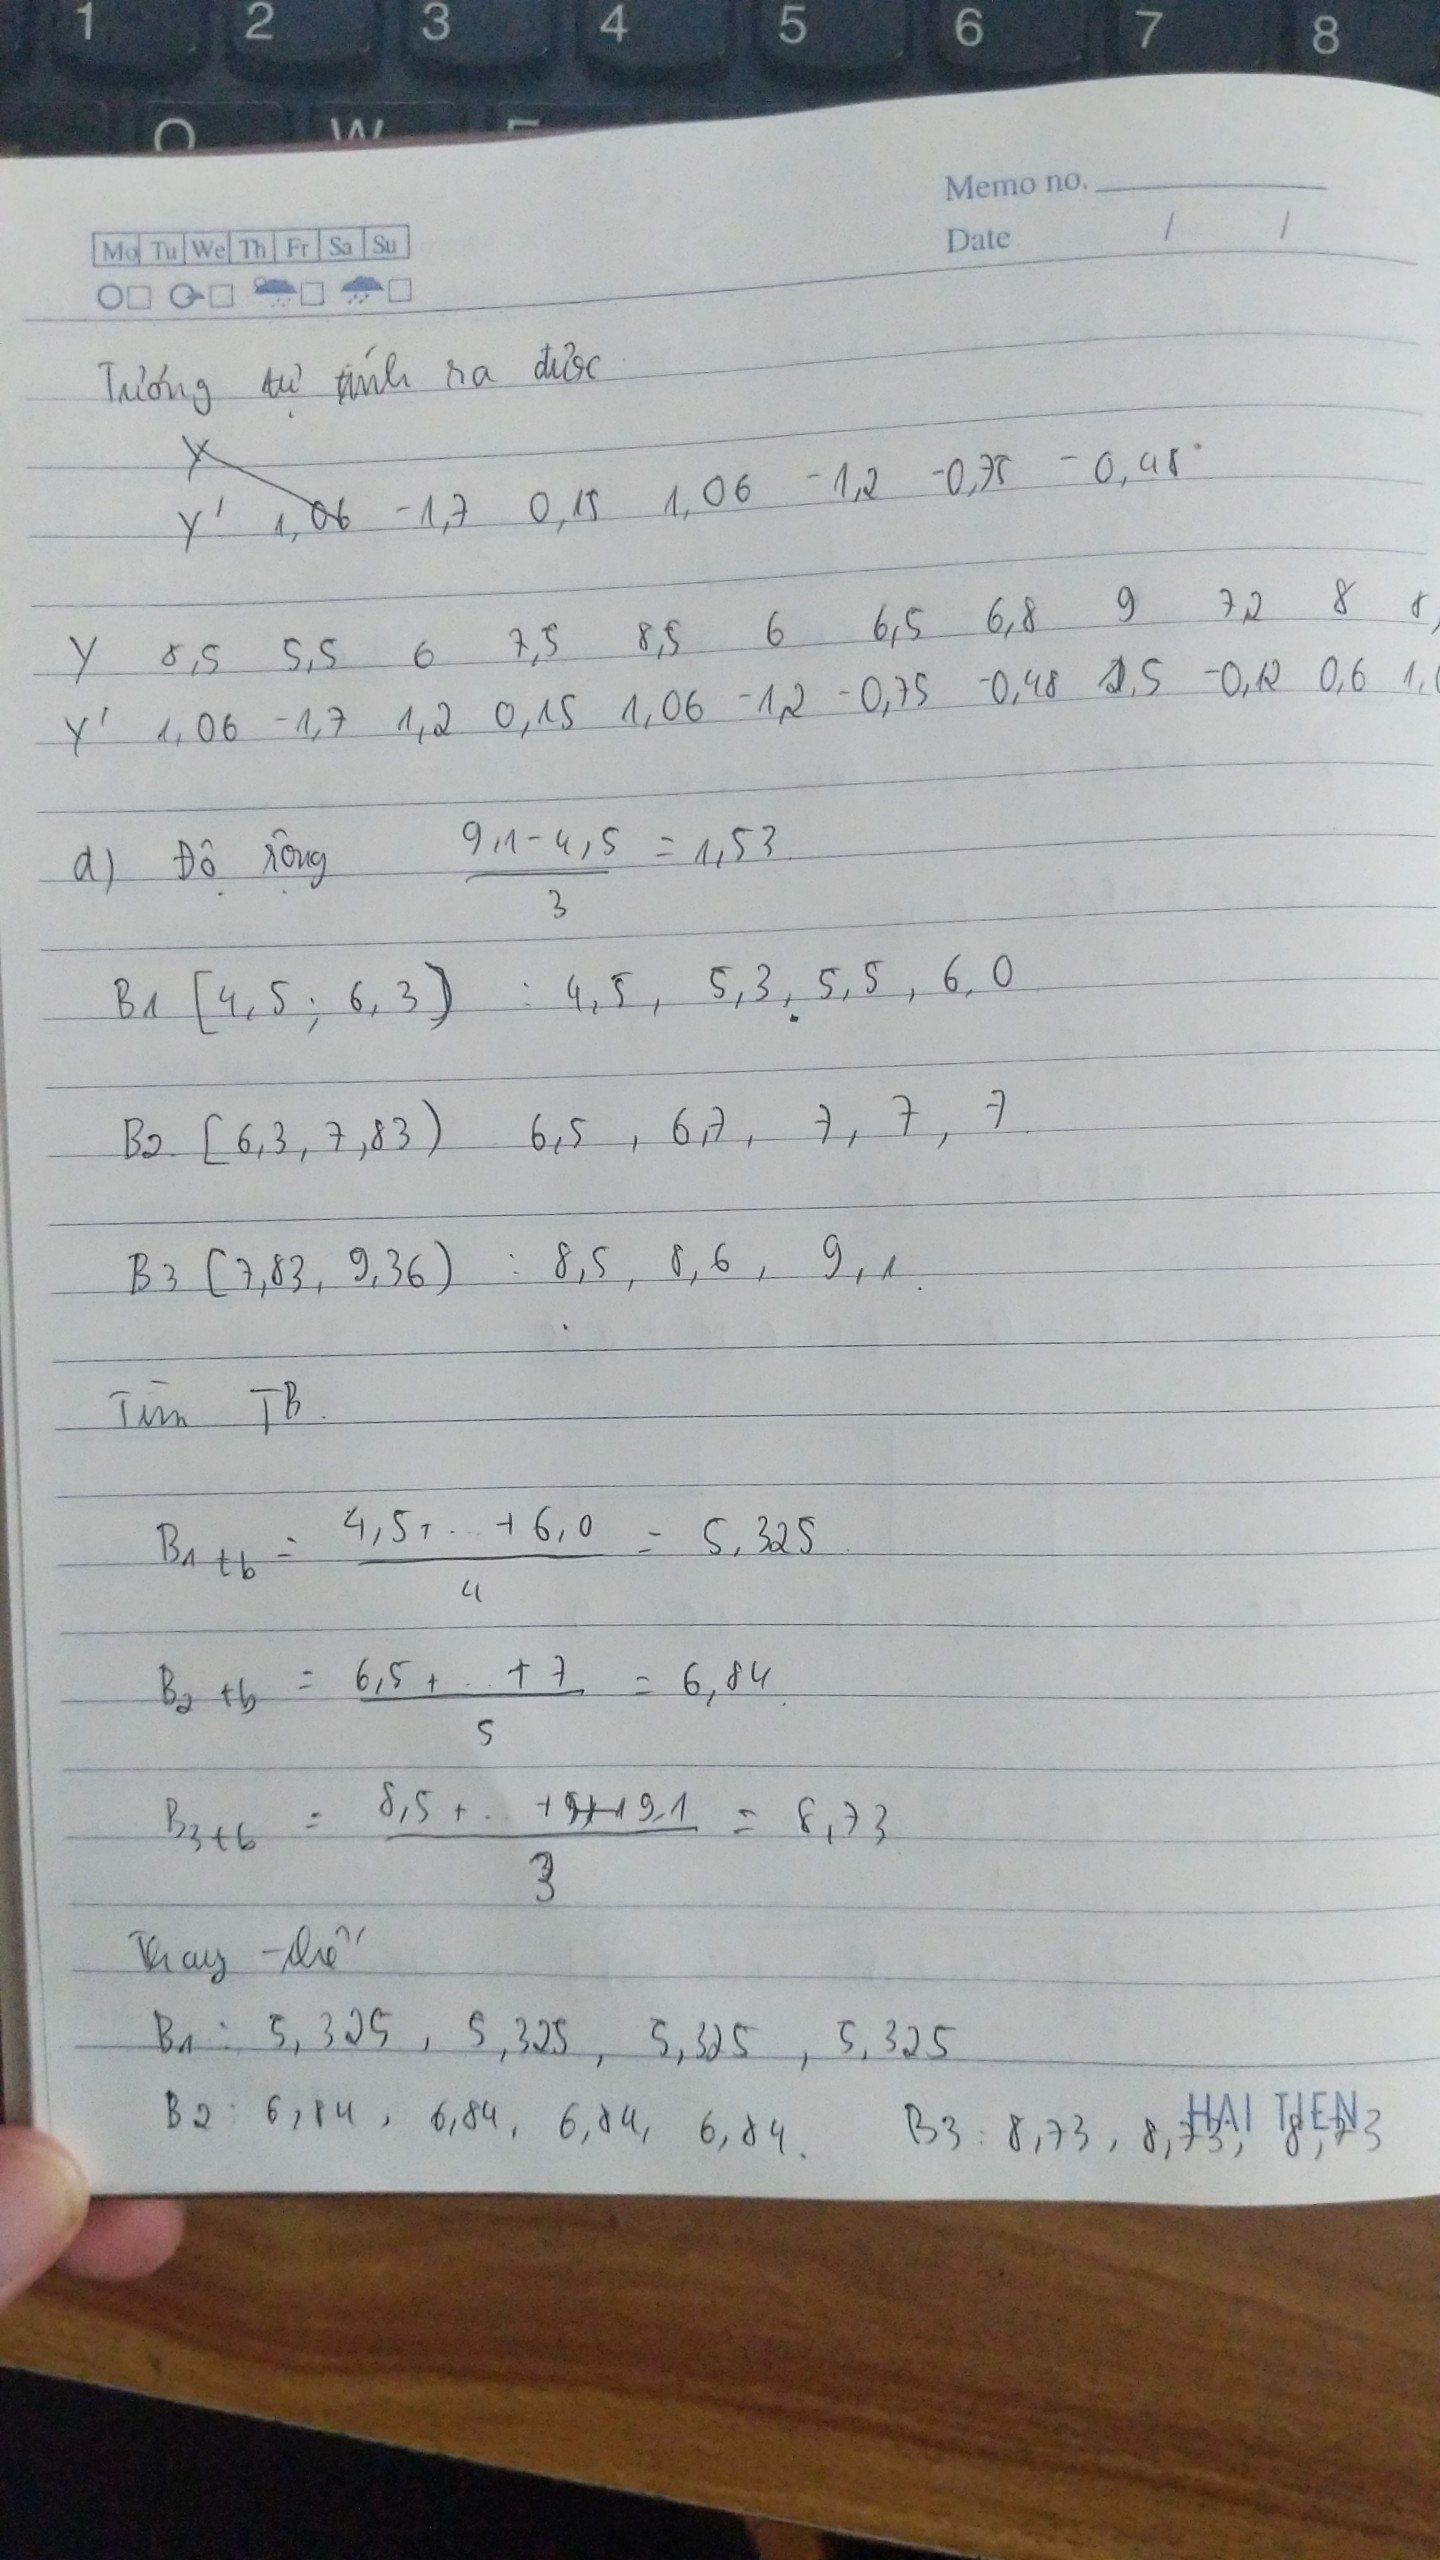 1 2 3 4 5 6 7 8
Q W E
Memo no.
Mo Tu We Th Fr Sa Su
Date / /
Tương tự tính ra được
Y
Y' 1,06 -1,7 0,15 1,06 -1,2 -0,75 -0,48
Y 8,5 5,5 6 7,5 8,5 6 6,5 6,8 9 7,2 8 8,
Y' 1,06 -1,7 1,2 0,15 1,06 -1,2 -0,75 -0,48 1,5 -0,12 0,6 1,0
d) Độ rộng 9,1-4,5 = 1,53
3
B1 [4,5; 6,3) : 4,5, 5,3, 5,5, 6,0
B2. [6,3, 7,83) 6,5, 6,7, 7, 7, 7.
B3 [7,83, 9,36) : 8,5, 8,6, 9,1.
Tìm TB.
B1 tb = 4,5+..+6,0 = 5,325.
4
B2 tb = 6,5+..+7 = 6,84.
5
B3 tb = 8,5+..+9,1 = 8,73
3
Thay thế
B1: 5,325, 5,325, 5,325, 5,325
B2: 6,84, 6,84, 6,84, 6,84. B3: 8,73, 8,73, 8,73
HAI TIEN